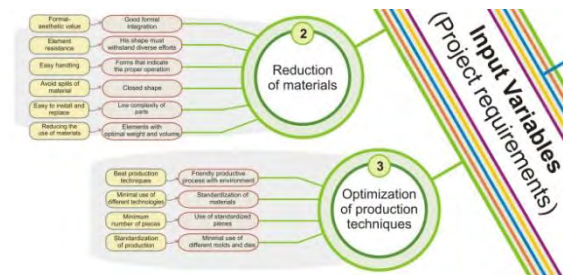 Formal-
aesthetic value
Good formal
integration
Element
resistance
His shape must
withstand diverse efforts
Easy handling
Forms that indicate
the proper operation
Avoid spills of
material
Closed shape
Easy to install and
replace
Low complexity of
parts
Reducing the
use of materials
Elements with
optimal weight and volume
2
Reduction
of materials
Input Variables
(Project requirements)
3
Optimization
of production
techniques
Best production
techniques
Friendly productive
process with environment
Minimal use of
different technologies
Standardization of
materials
Minimum
number of pieces
Use of standardized
pieces
Standardization
of production
Minimal use of
different molds and dies